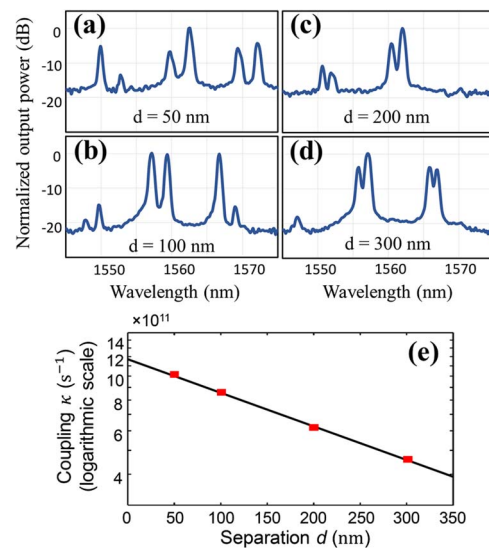 (a)
(c)
0
-10
-20
d = 50 nm
d = 200 nm
(b)
(d)
0
-10
-20
d = 100 nm
d = 300 nm
Normalized output power (dB)
1550 1560 1570
1550 1560 1570
Wavelength (nm)
Wavelength (nm)
×10¹¹
(e)
14
12
10
8
6
4
Coupling κ (s⁻¹)
(logarithmic scale)
0 50 100 150 200 250 300 350
Separation d (nm)